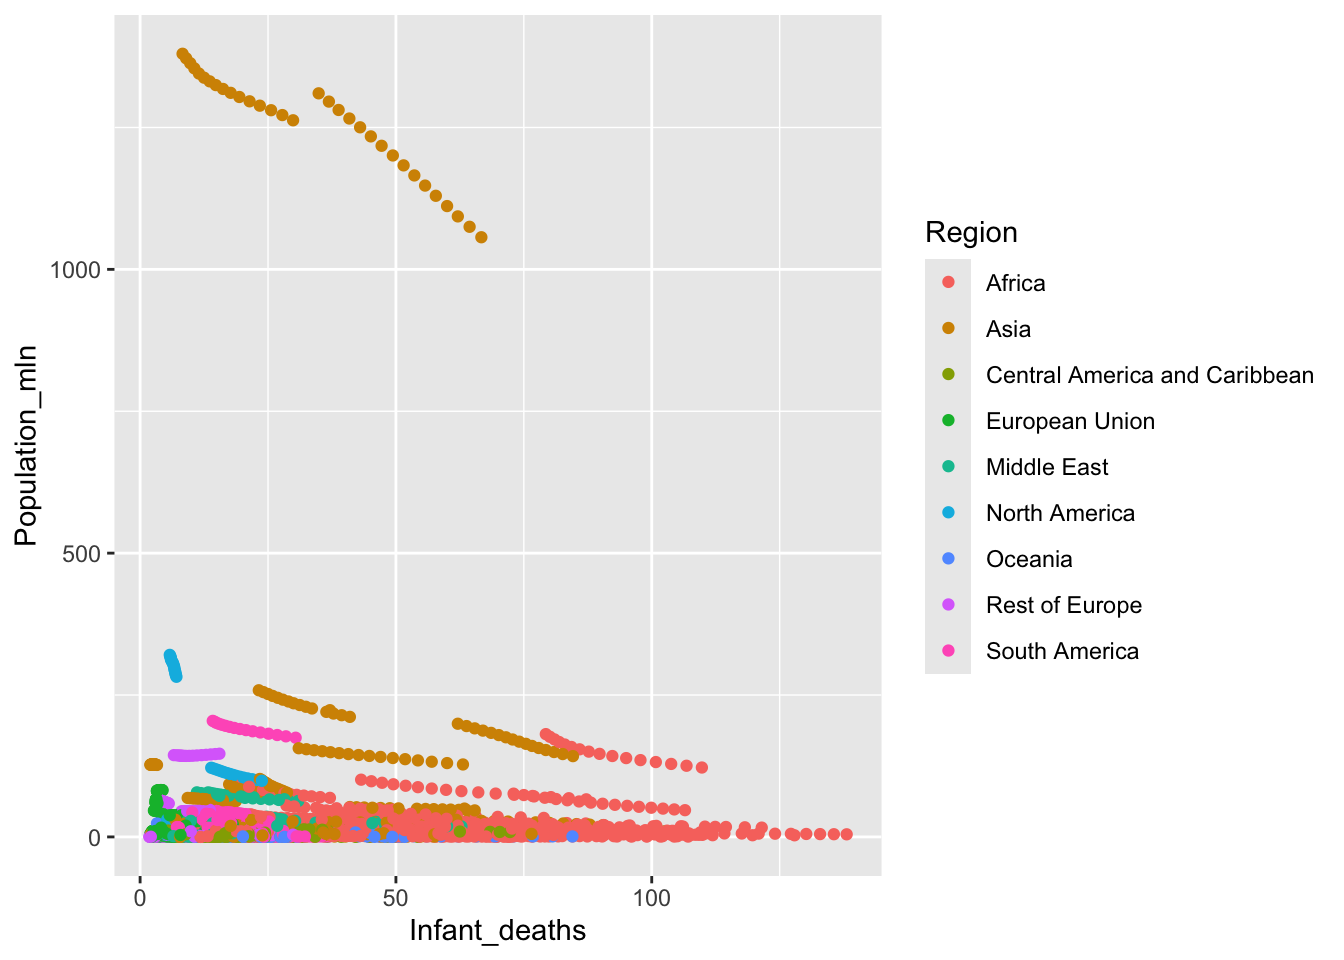 1000
500
0
Population_mln
0
50
100
Infant_deaths
Region
Africa
Asia
Central America and Caribbean
European Union
Middle East
North America
Oceania
Rest of Europe
South America